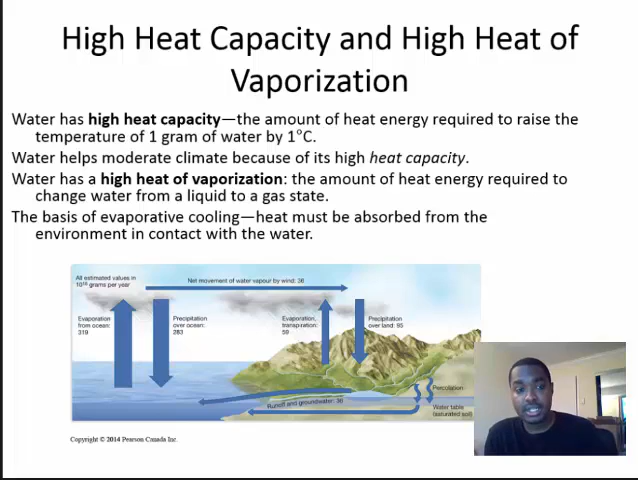 High Heat Capacity and High Heat of
Vaporization
Water has high heat capacity—the amount of heat energy required to raise the
temperature of 1 gram of water by 1°C.
Water helps moderate climate because of its high heat capacity.
Water has a high heat of vaporization: the amount of heat energy required to
change water from a liquid to a gas state.
The basis of evaporative cooling—heat must be absorbed from the
environment in contact with the water.
All estimated values in
10¹⁸ grams per year
Net movement of water vapour by wind: 36
Evaporation
from ocean:
319
Precipitation
over ocean:
283
Evaporation,
transpiration:
59
Precipitation
over land: 95
Percolation
Runoff and groundwater: 36
Water table
(saturated soil)
Copyright © 2014 Pearson Canada Inc.